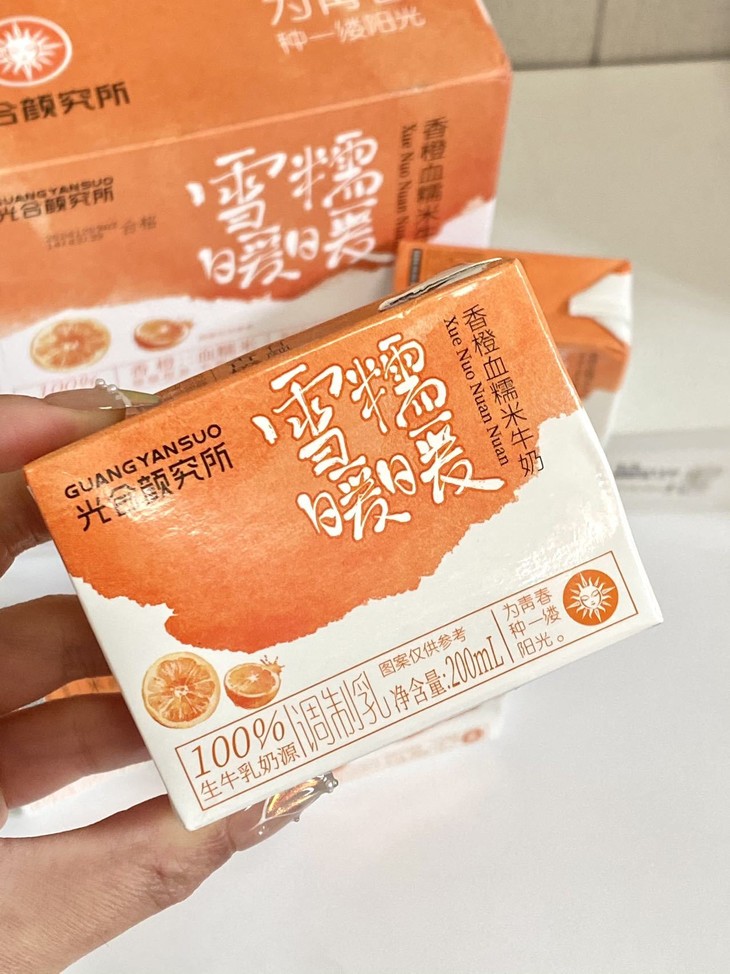 为青春
种一缕阳光
合颜究所
GUANGYANSUO
光合颜究所
合格
雪糯
暖暖
香橙血糯米牛
Xue Nuo Nuan
100%
GUANGYANSUO
光合颜究所
雪糯
暖暖
香橙血糯米牛奶
Xue Nuo Nuan Nuan
100%
生牛乳奶源
调制乳
图案仅供参考
净含量:200mL
为青春
种一缕
阳光。